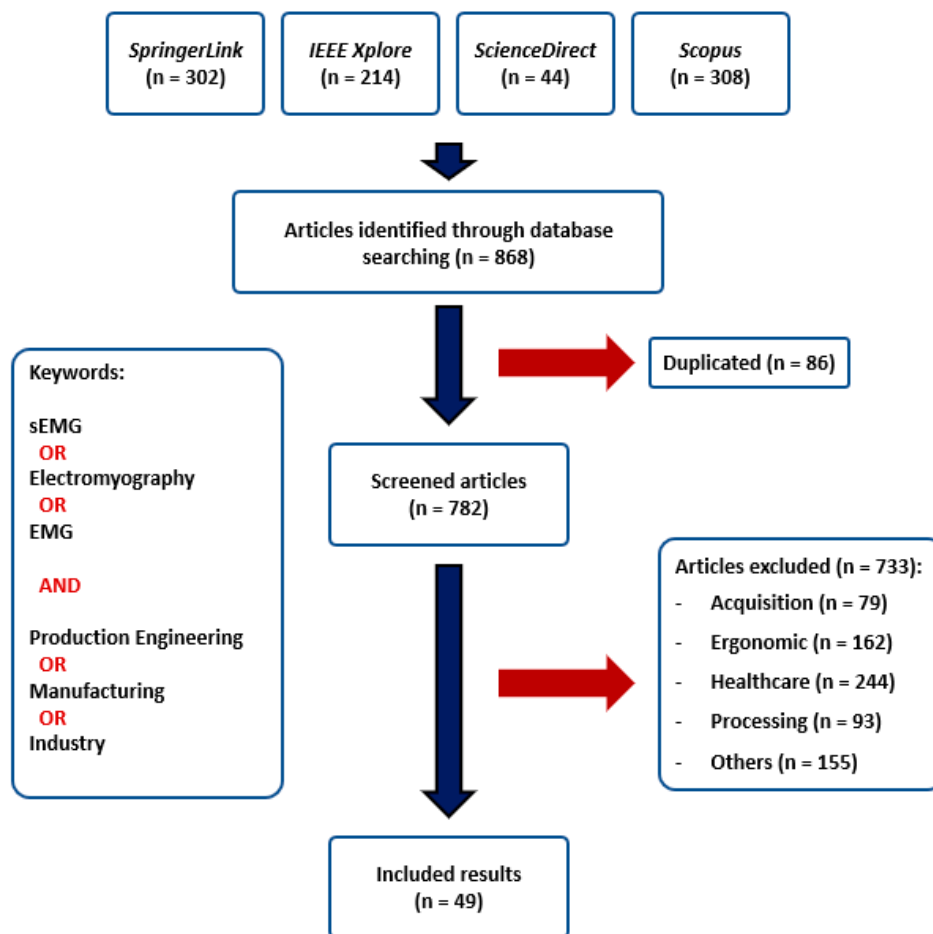 SpringerLink
(n = 302)
IEEE Xplore
(n = 214)
ScienceDirect
(n = 44)
Scopus
(n = 308)
Articles identified through database
searching (n = 868)
Duplicated (n = 86)
Keywords:
sEMG
OR
Electromyography
OR
EMG
AND
Production Engineering
OR
Manufacturing
OR
Industry
Screened articles
(n = 782)
Articles excluded (n = 733):
- Acquisition (n = 79)
- Ergonomic (n = 162)
- Healthcare (n = 244)
- Processing (n = 93)
- Others (n = 155)
Included results
(n = 49)